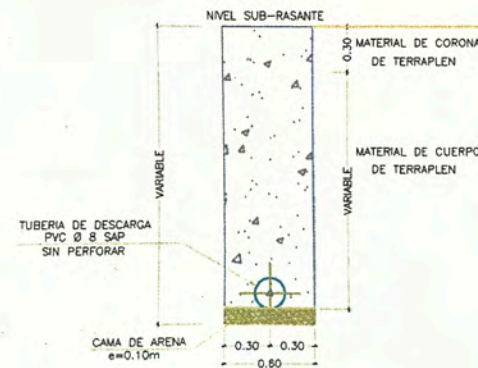 NIVEL SUB-RASANTE
0.30
MATERIAL DE CORONA
DE TERRAPLEN
VARIABLE
VARIABLE
MATERIAL DE CUERPO
DE TERRAPLEN
TUBERIA DE DESCARGA
PVC Ø 8 SAP
SIN PERFORAR
CAMA DE ARENA
e=0.10m
0.30 0.30
0.60